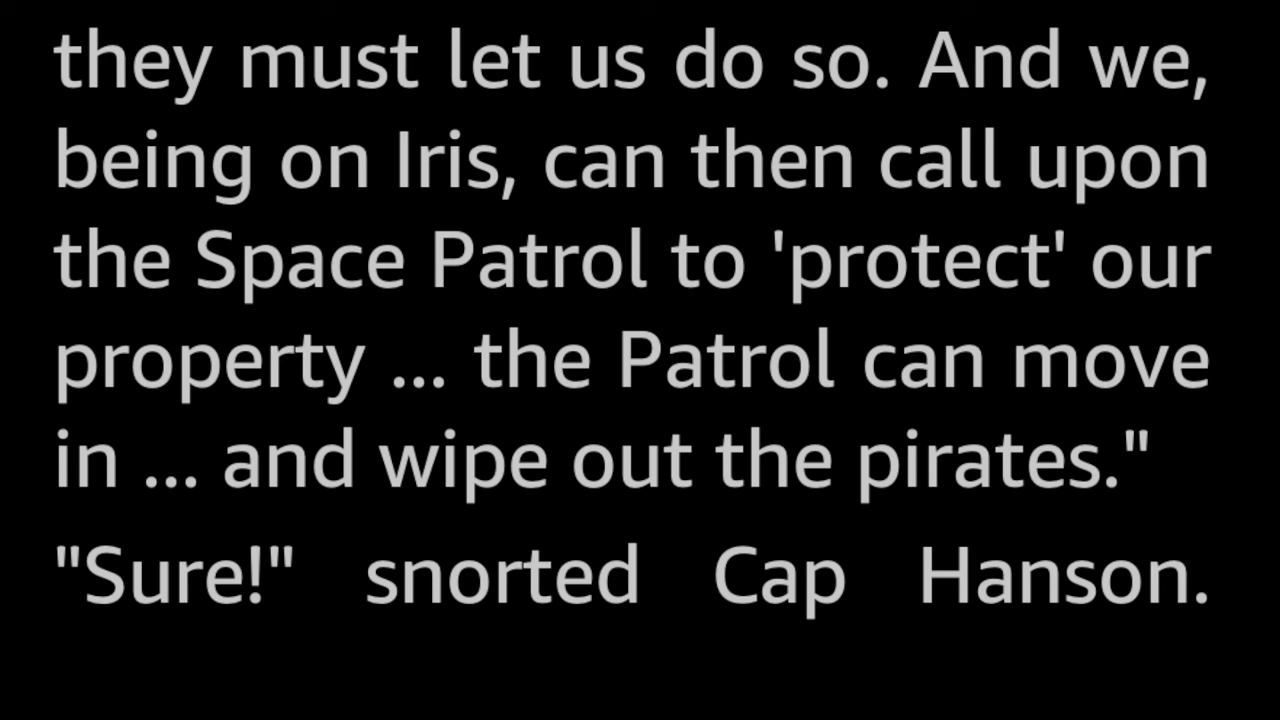 they must let us do so. And we,
being on Iris, can then call upon
the Space Patrol to 'protect' our
property ... the Patrol can move
in ... and wipe out the pirates."
"Sure!" snorted Cap Hanson.